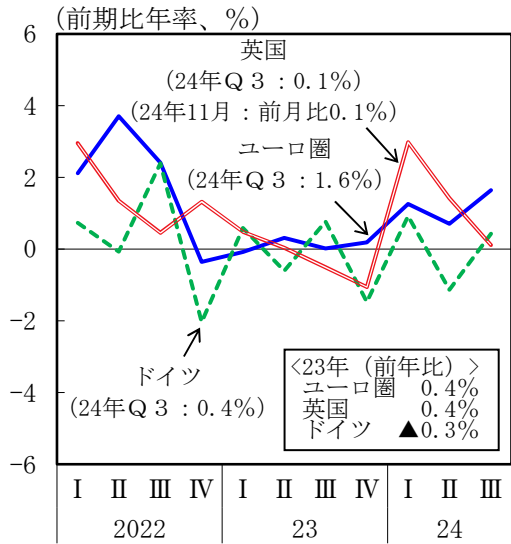 (前期比年率、%)
6
4
2
0
−2
−4
−6
英国
(24年Q3：0.1%)
(24年11月：前月比0.1%)
ユーロ圏
(24年Q3：1.6%)
ドイツ
(24年Q3：0.4%)
<23年（前年比）>
ユーロ圏 0.4%
英国 0.4%
ドイツ ▲0.3%
Ⅰ Ⅱ Ⅲ Ⅳ Ⅰ Ⅱ Ⅲ Ⅳ Ⅰ Ⅱ Ⅲ
2022 23 24